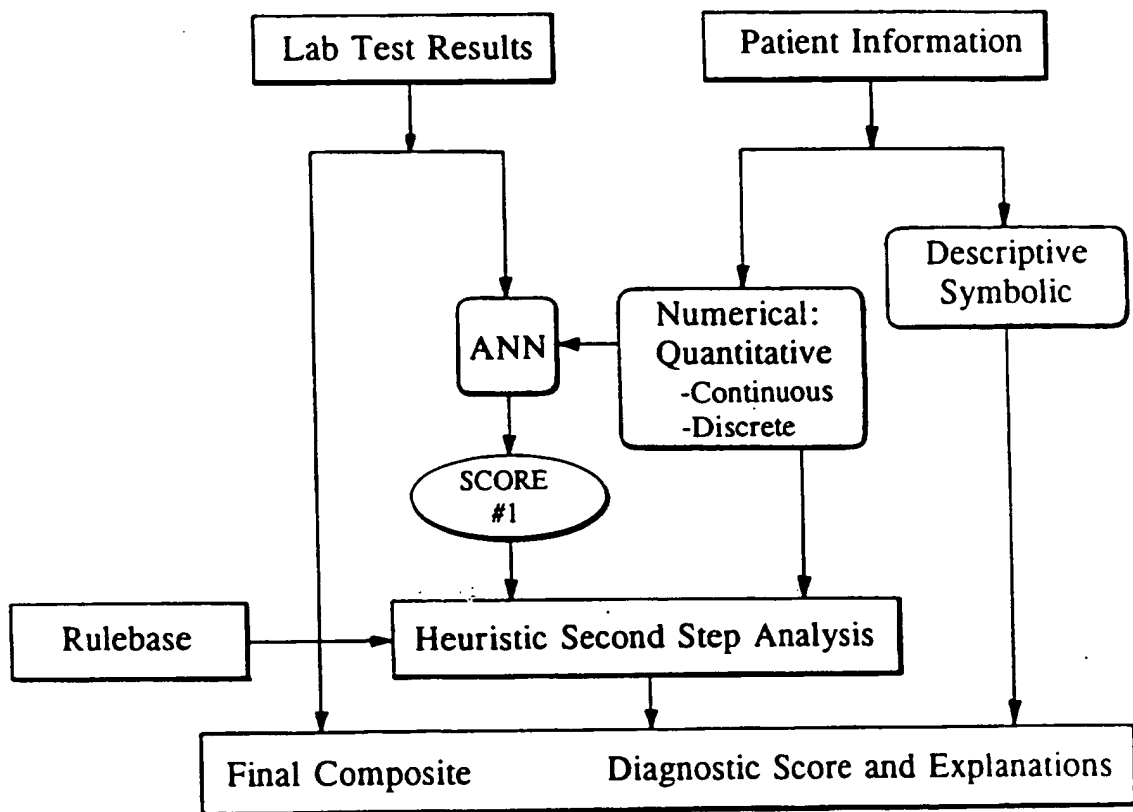 Lab Test Results
Patient Information
Descriptive
Symbolic
Numerical:
Quantitative
-Continuous
-Discrete
ANN
SCORE
#1
Rulebase
Heuristic Second Step Analysis
Final Composite
Diagnostic Score and Explanations